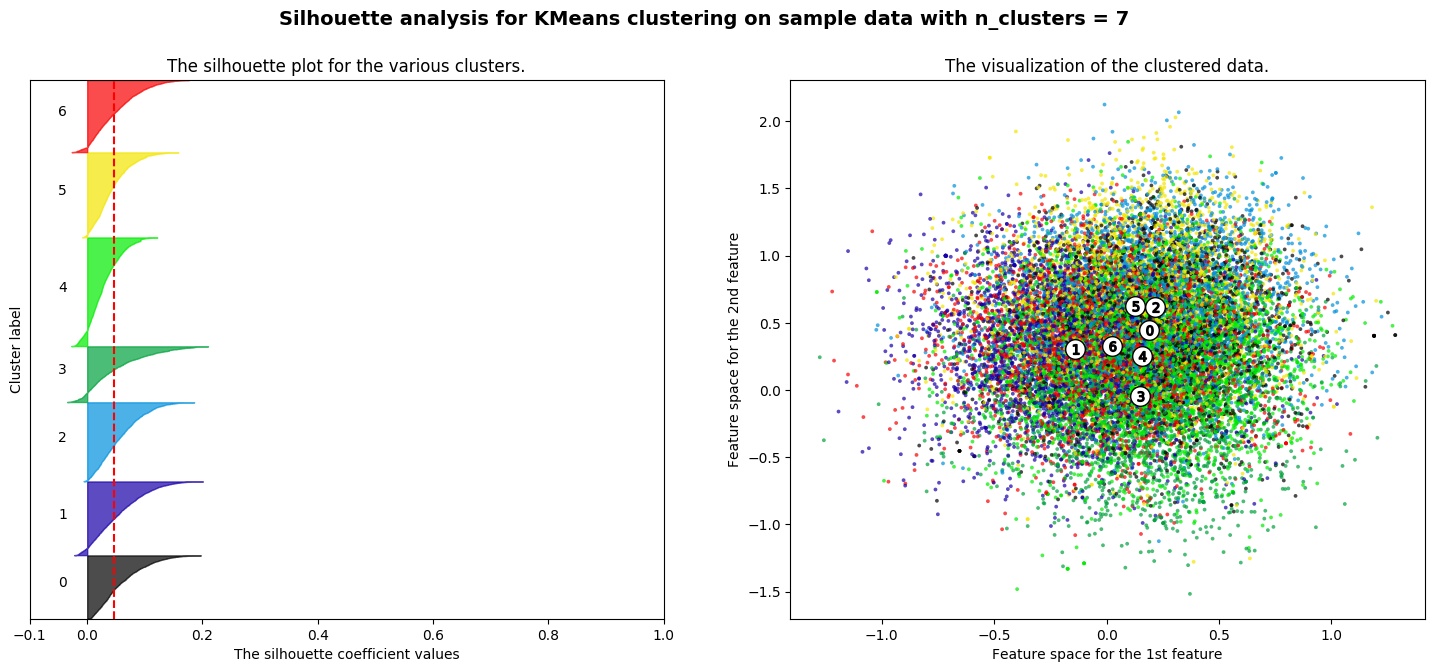 Silhouette analysis for KMeans clustering on sample data with n_clusters = 7
The silhouette plot for the various clusters.
Cluster label
6
5
4
3
2
1
0
−0.1 0.0 0.2 0.4 0.6 0.8 1.0
The silhouette coefficient values
The visualization of the clustered data.
Feature space for the 2nd feature
2.0
1.5
1.0
0.5
0.0
−0.5
−1.0
−1.5
5 2
0
1 6
4
3
−1.0 −0.5 0.0 0.5 1.0
Feature space for the 1st feature